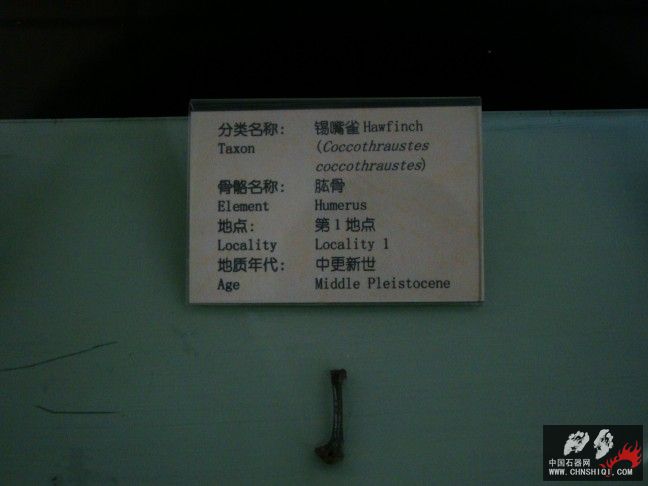 分类名称: 锡嘴雀 Hawfinch
Taxon (Coccothraustes
coccothraustes)
骨骼名称: 肱骨
Element Humerus
地点: 第1地点
Locality Locality 1
地质年代: 中更新世
Age Middle Pleistocene
中国石器网
WWW.CHNSHIQI.COM